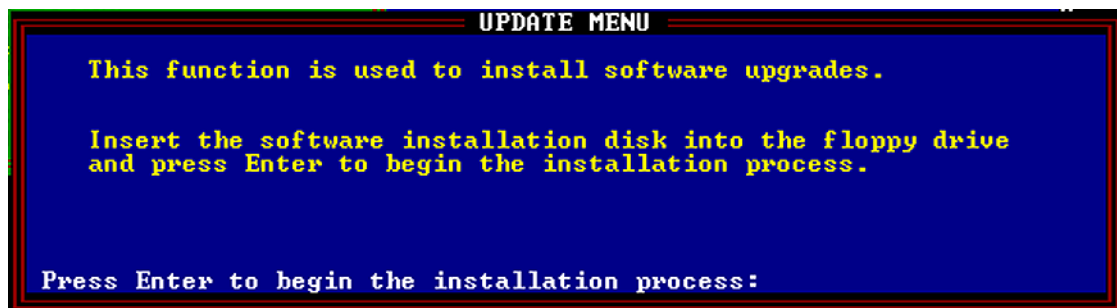 UPDATE MENU
This function is used to install software upgrades.
Insert the software installation disk into the floppy drive
and press Enter to begin the installation process.
Press Enter to begin the installation process: